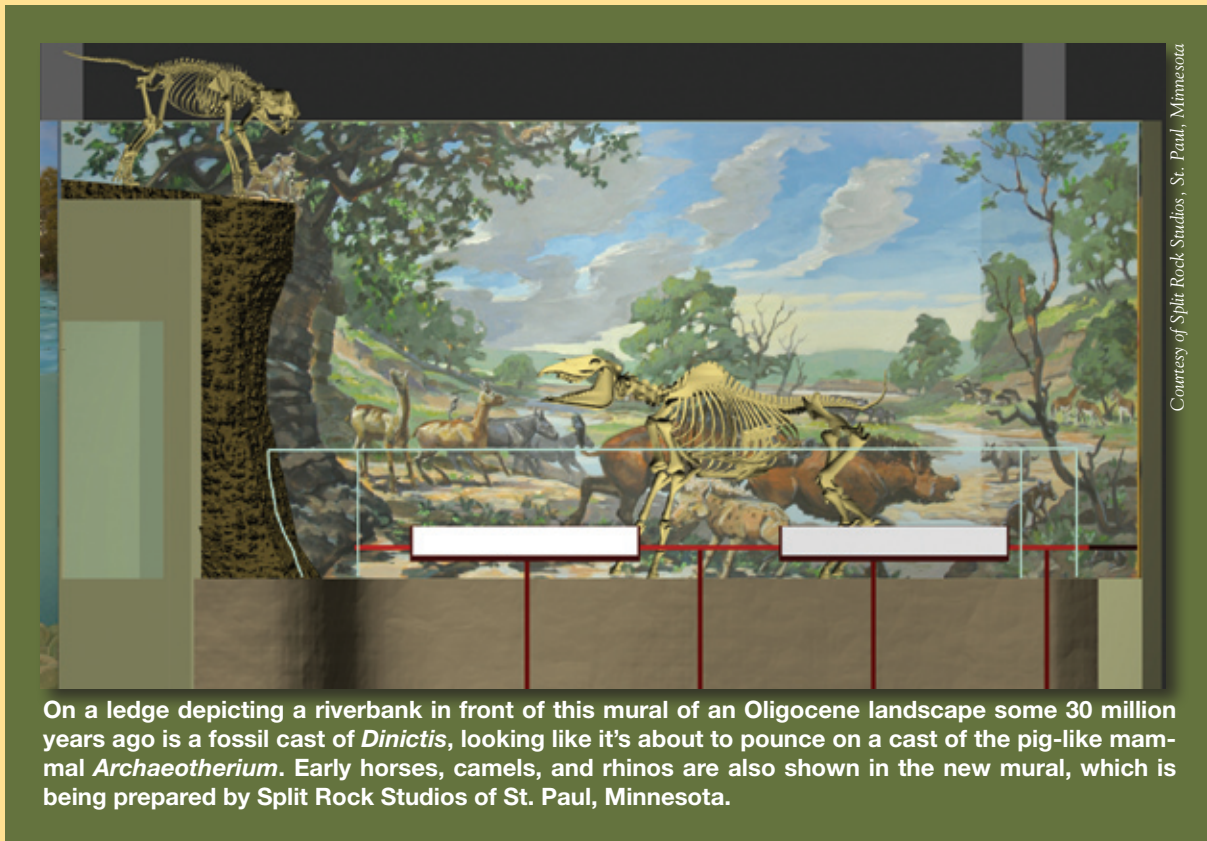 Courtesy of Split Rock Studios, St. Paul, Minnesota
On a ledge depicting a riverbank in front of this mural of an Oligocene landscape some 30 million
years ago is a fossil cast of Dinictis, looking like it's about to pounce on a cast of the pig-like mam-
mal Archaeotherium. Early horses, camels, and rhinos are also shown in the new mural, which is
being prepared by Split Rock Studios of St. Paul, Minnesota.